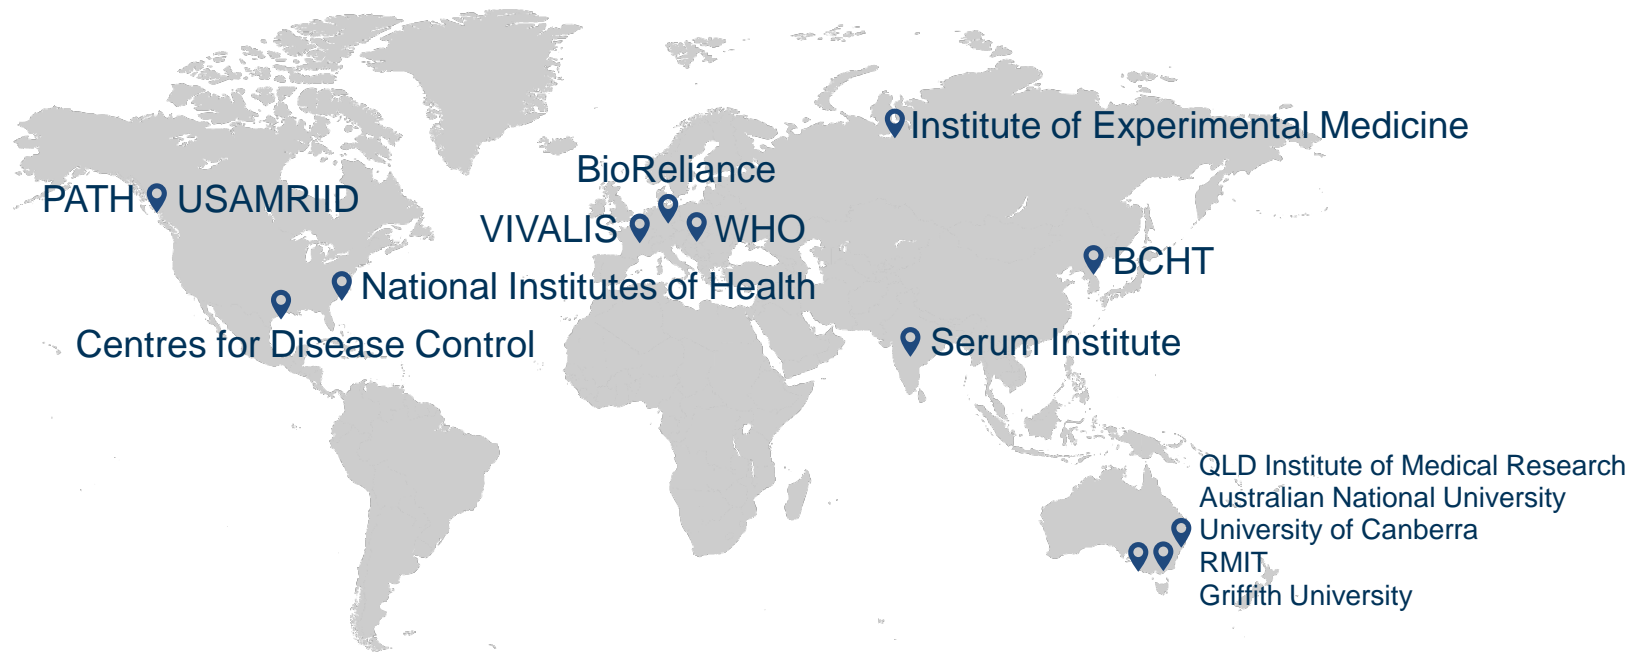 Institute of Experimental Medicine
BioReliance
PATH USAMRIID
VIVALIS WHO
BCHT
National Institutes of Health
Centres for Disease Control
Serum Institute
QLD Institute of Medical Research
Australian National University
University of Canberra
RMIT
Griffith University